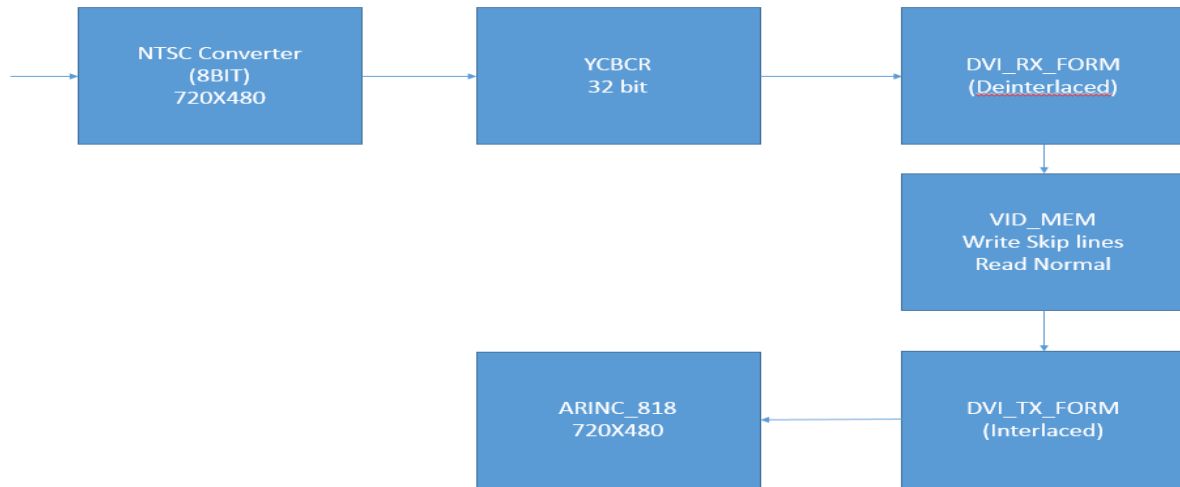 NTSC Converter
(8BIT)
720X480
YCBCR
32 bit
DVI_RX_FORM
(Deinterlaced)
VID_MEM
Write Skip lines
Read Normal
ARINC_818
720X480
DVI_TX_FORM
(Interlaced)